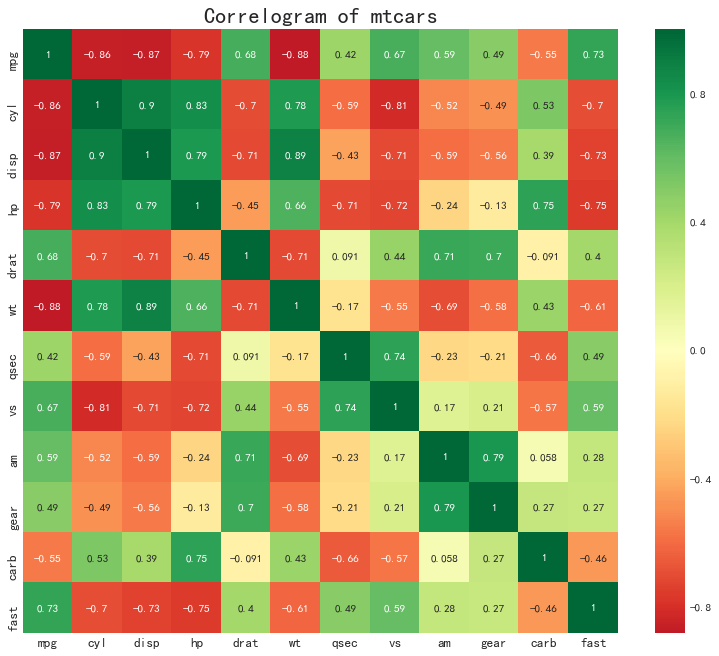 Correlogram of mtcars
mpg 1 −0.86 −0.87 −0.79 0.68 −0.88 0.42 0.67 0.59 0.49 −0.55 0.73
cyl −0.86 1 0.9 0.83 −0.7 0.78 −0.59 −0.81 −0.52 −0.49 0.53 −0.7
disp −0.87 0.9 1 0.79 −0.71 0.89 −0.43 −0.71 −0.59 −0.56 0.39 −0.73
hp −0.79 0.83 0.79 1 −0.45 0.66 −0.71 −0.72 −0.24 −0.13 0.75 −0.75
drat 0.68 −0.7 −0.71 −0.45 1 −0.71 0.091 0.44 0.71 0.7 −0.091 0.4
wt −0.88 0.78 0.89 0.66 −0.71 1 −0.17 −0.55 −0.69 −0.58 0.43 −0.61
qsec 0.42 −0.59 −0.43 −0.71 0.091 −0.17 1 0.74 −0.23 −0.21 −0.66 0.49
vs 0.67 −0.81 −0.71 −0.72 0.44 −0.55 0.74 1 0.17 0.21 −0.57 0.59
am 0.59 −0.52 −0.59 −0.24 0.71 −0.69 −0.23 0.17 1 0.79 0.058 0.28
gear 0.49 −0.49 −0.56 −0.13 0.7 −0.58 −0.21 0.21 0.79 1 0.27 0.27
carb −0.55 0.53 0.39 0.75 −0.091 0.43 −0.66 −0.57 0.058 0.27 1 −0.46
fast 0.73 −0.7 −0.73 −0.75 0.4 −0.61 0.49 0.59 0.28 0.27 −0.46 1
mpg cyl disp hp drat wt qsec vs am gear carb fast
0.8
0.4
0.0
−0.4
−0.8